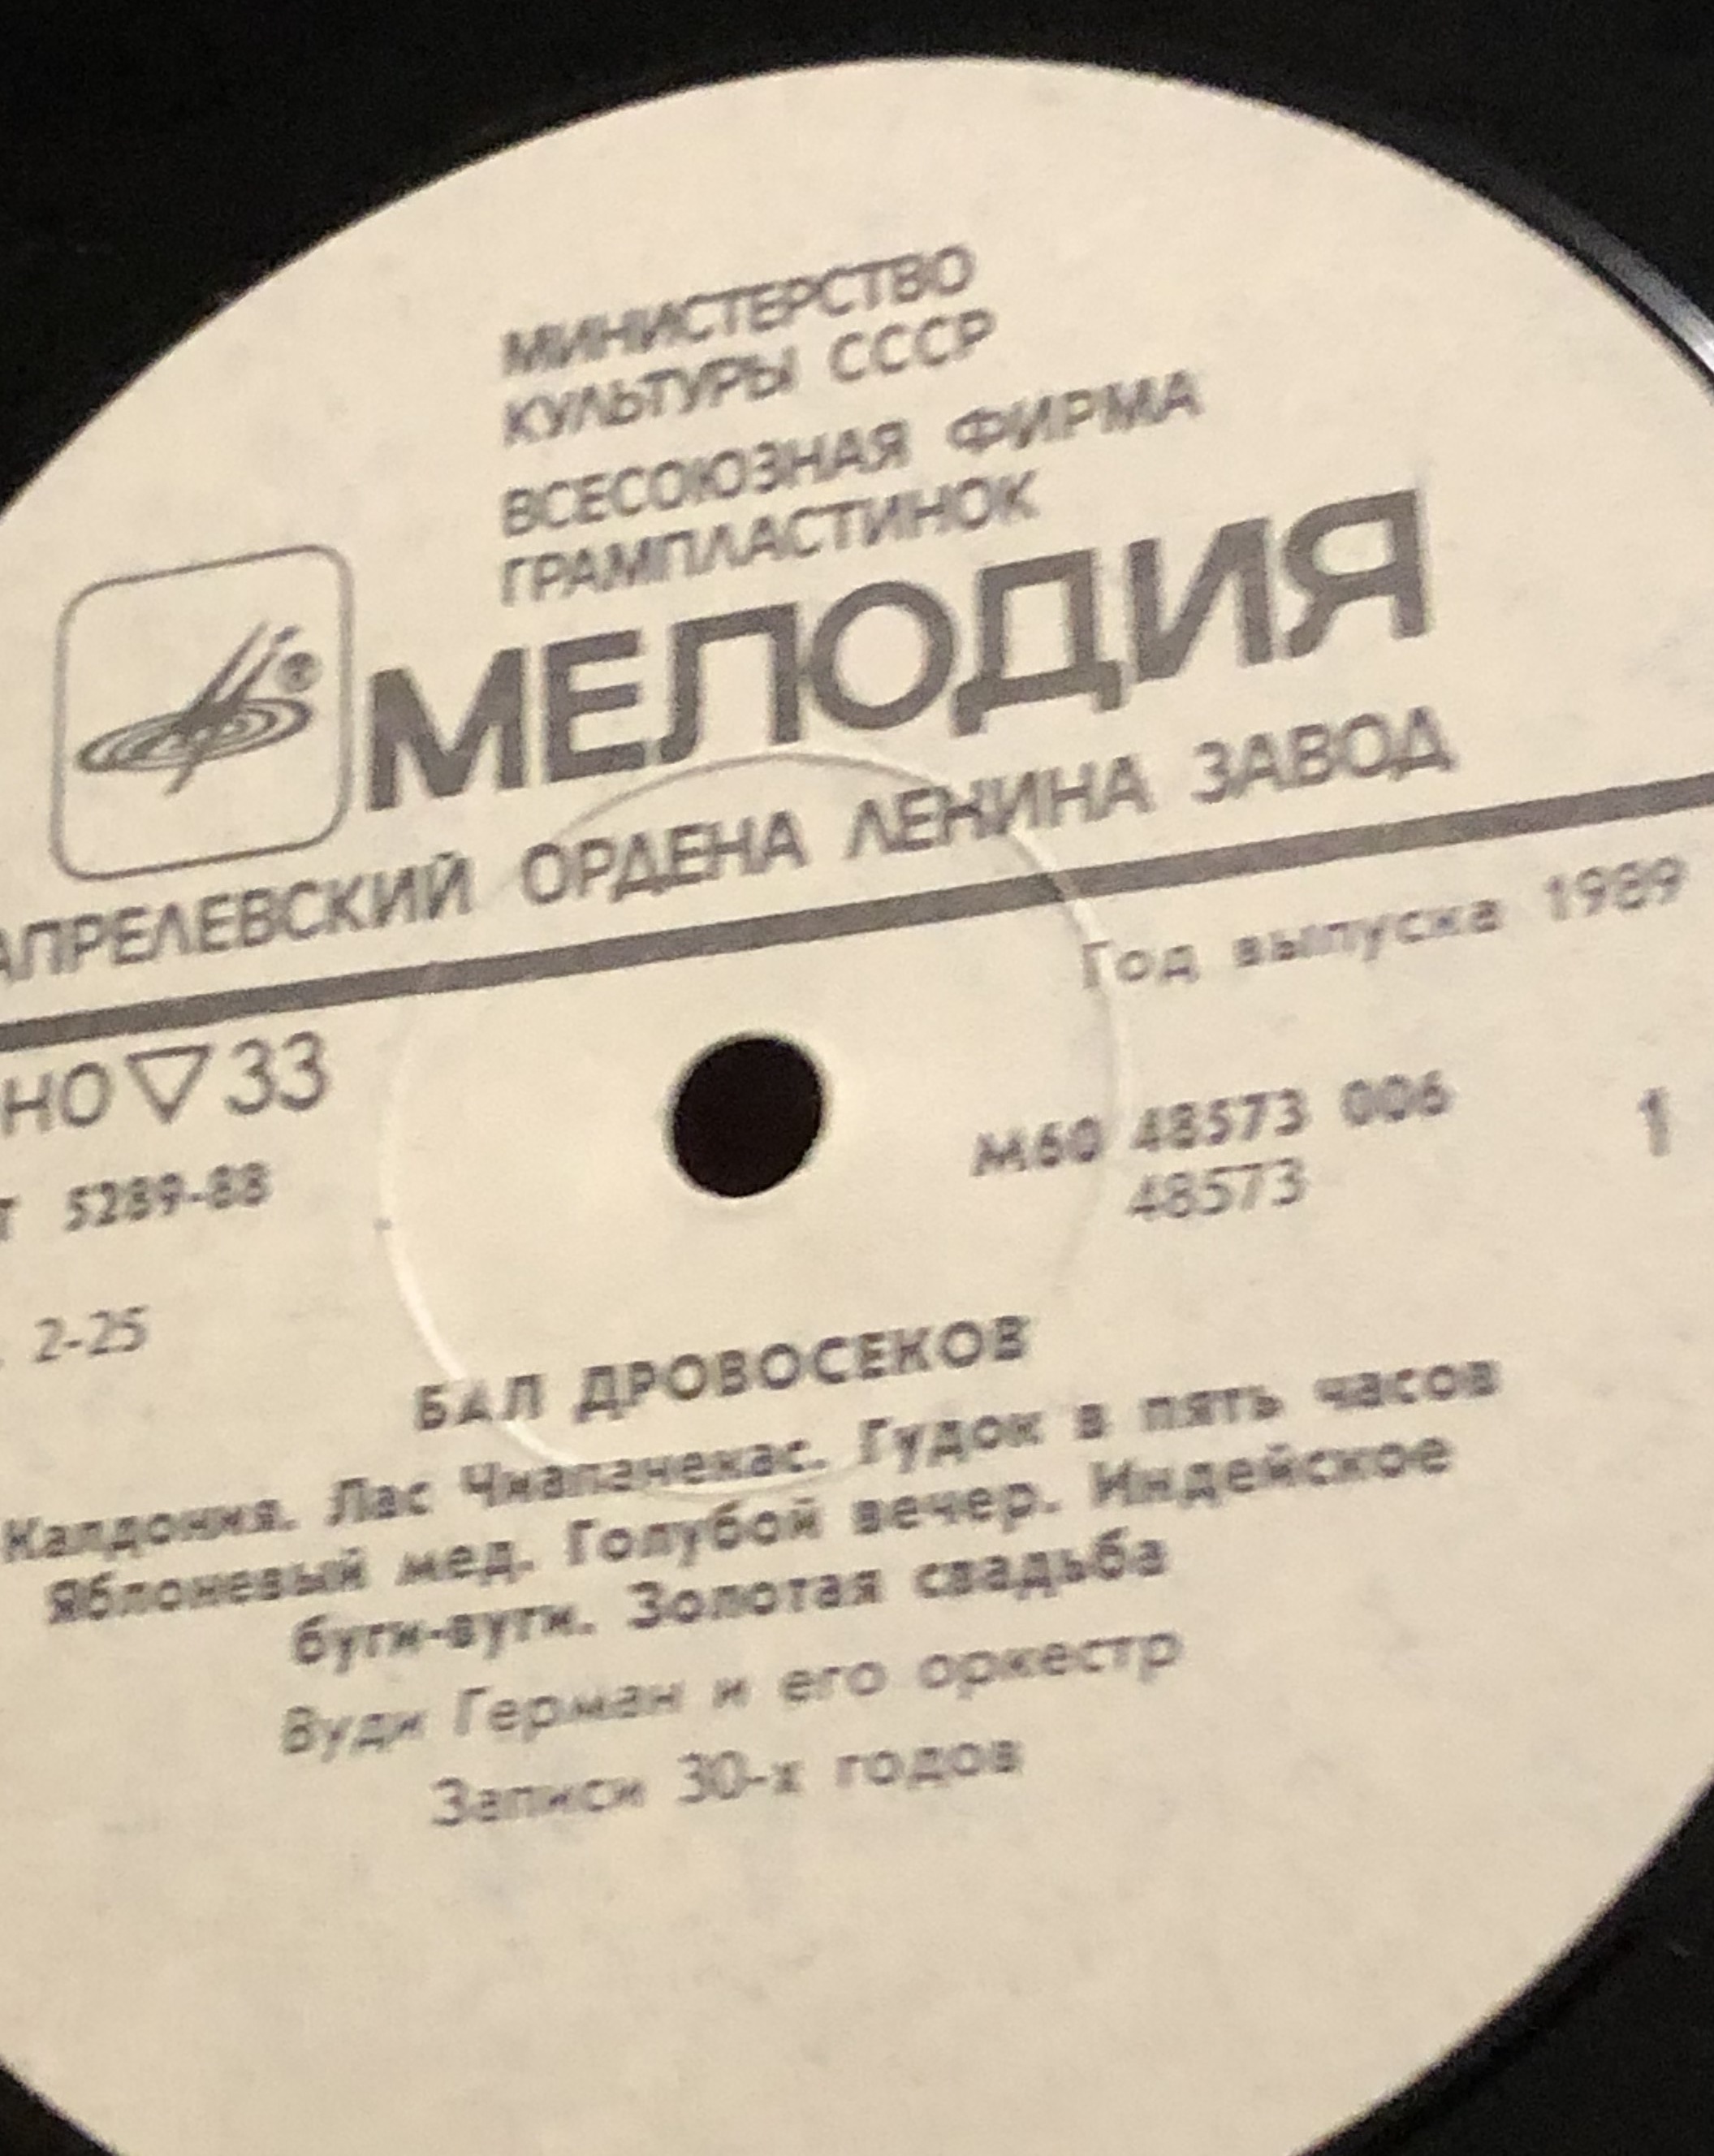 МИНИСТЕРСТВО
КУЛЬТУРЫ СССР
ВСЕСОЮЗНАЯ ФИРМА
ГРАМПЛАСТИНОК
МЕЛОДИЯ
АПРЕЛЕВСКИЙ ОРДЕНА ЛЕНИНА ЗАВОД
Год выпуска 1989
НО 33
Т 5289-88
М60 48573 006
1
48573
2-25
БАЛ ДРОВОСЕКОВ
Калдония. Лас Чиапанекас. Гудок в пять часов
Яблоневый мед. Голубой вечер. Индейское
буги-вуги. Золотая свадьба
Вуди Герман и его оркестр
Записи 30-х годов